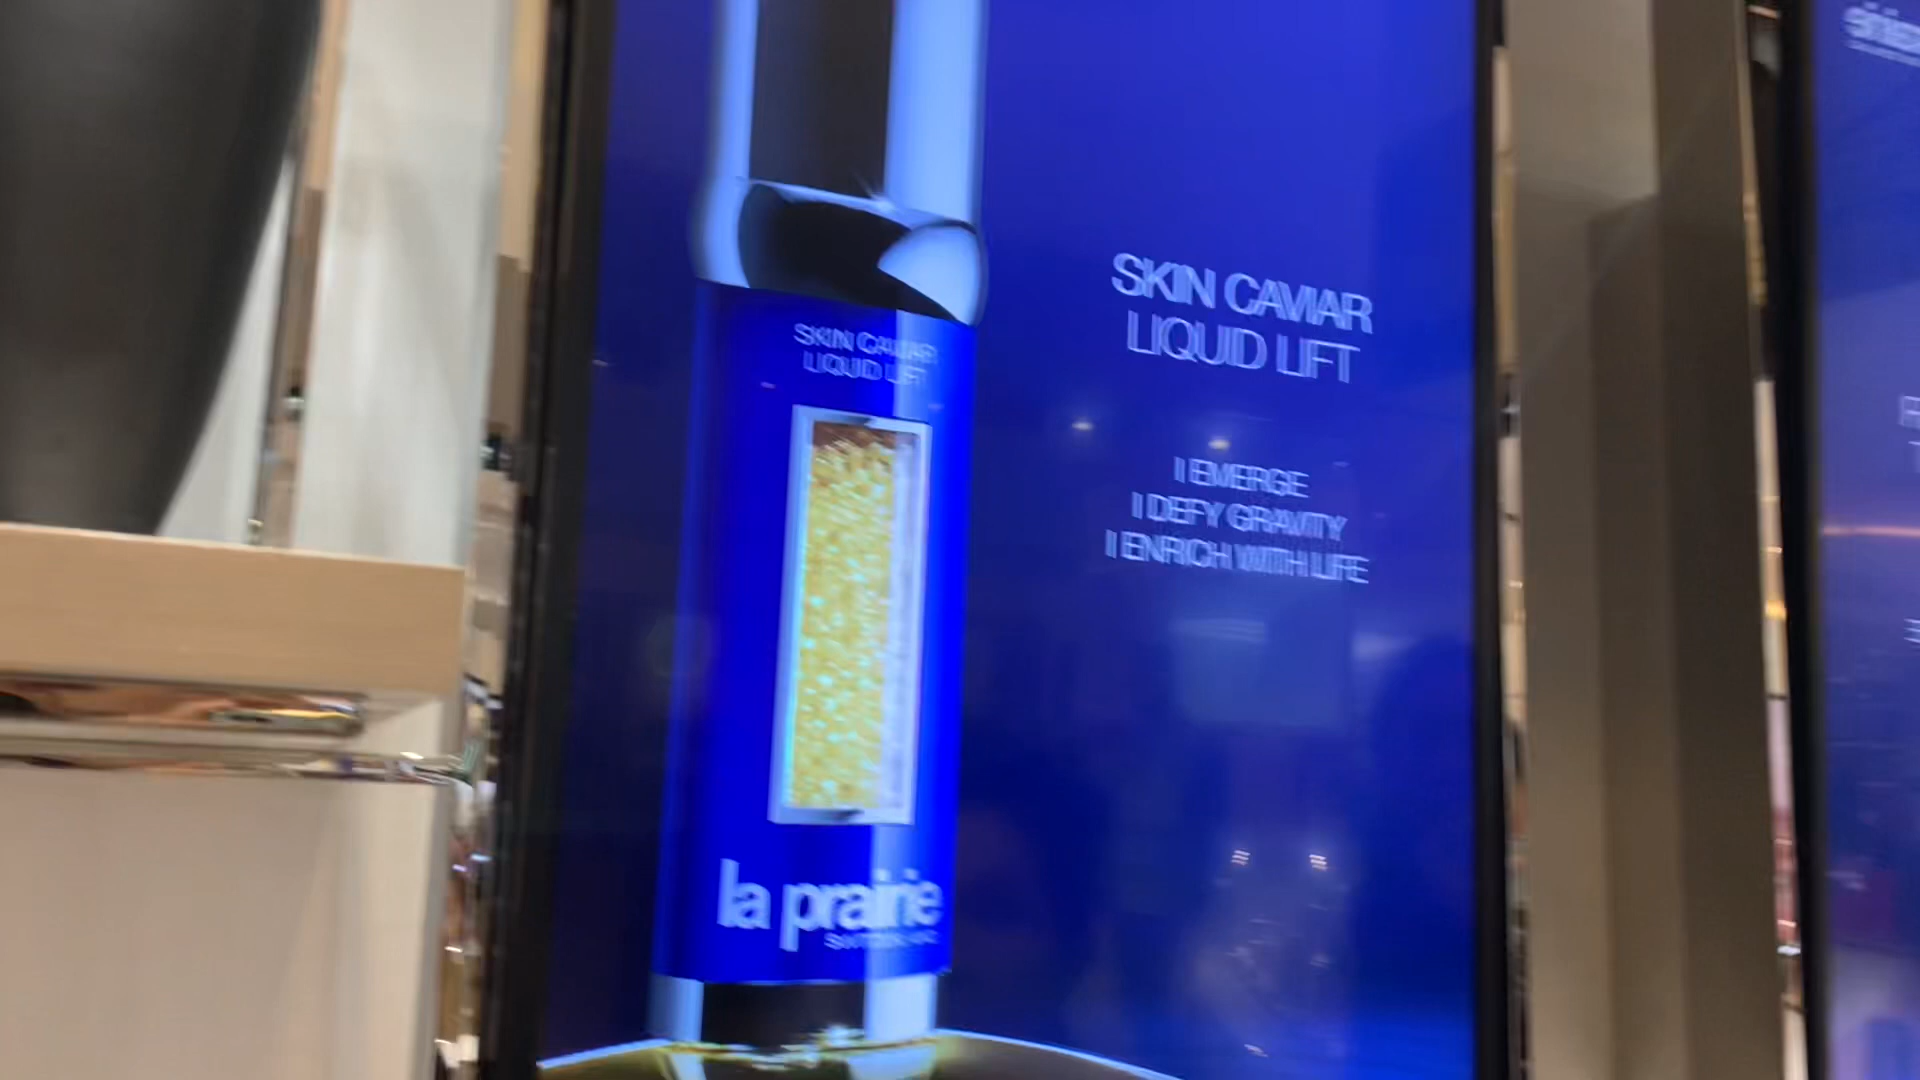 SKIN CAVIAR
LIQUID LIFT
la prairie
SKIN CAVIAR
LIQUID LIFT
I EMERGE
I DEFY GRAVITY
I ENRICH WITH LIFE